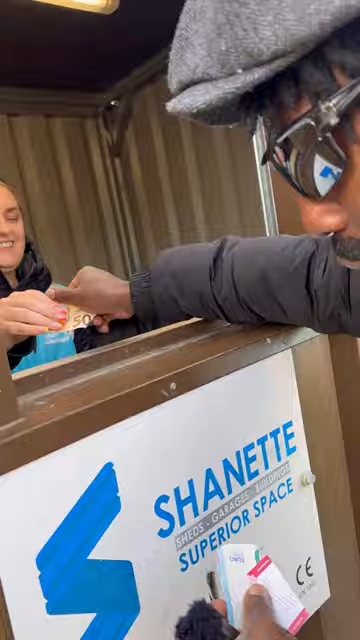 50
SHANETTE
SHEDS - GARAGES - BUILDINGS
SUPERIOR SPACE
CE